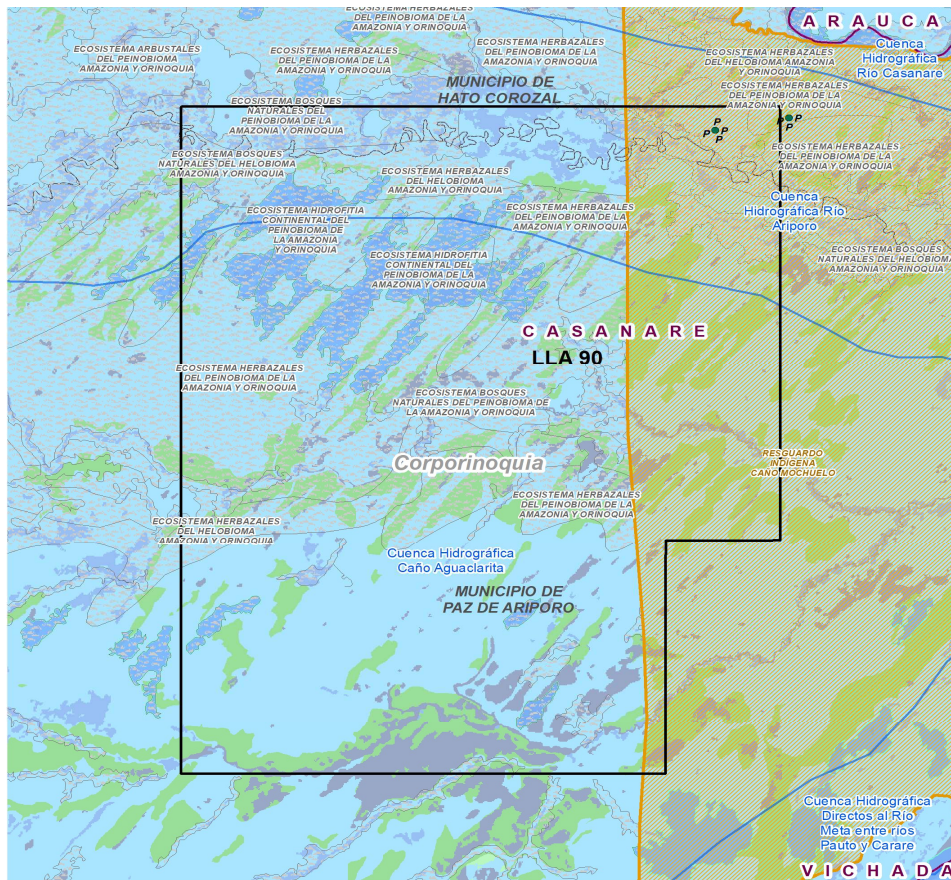 ECOSISTEMA HERBAZALES
DEL PEINOBIOMA DE LA
AMAZONIA Y ORINOQUIA
A R A U C A
ECOSISTEMA ARBUSTALES
DEL PEINOBIOMA
AMAZONIA Y ORINOQUIA
ECOSISTEMA HERBAZALES
DEL PEINOBIOMA DE LA
AMAZONIA Y ORINOQUIA
ECOSISTEMA HERBAZALES
DEL PEINOBIOMA DE LA
AMAZONIA Y ORINOQUIA
ECOSISTEMA HERBAZALES
DEL HELOBIOMA AMAZONIA
Y ORINOQUIA
Cuenca
Hidrográfica
Río Casanare
MUNICIPIO DE
HATO COROZAL
ECOSISTEMA HERBAZALES
DEL PEINOBIOMA DE LA
AMAZONIA Y ORINOQUIA
ECOSISTEMA BOSQUES
NATURALES DEL
PEINOBIOMA DE LA
AMAZONIA Y ORINOQUIA
P
P P
P
P
P P
P
ECOSISTEMA BOSQUES
NATURALES DEL HELOBIOMA
AMAZONIA Y ORINOQUIA
ECOSISTEMA HERBAZALES
DEL PEINOBIOMA DE LA
AMAZONIA Y ORINOQUIA
ECOSISTEMA HERBAZALES
DEL HELOBIOMA
AMAZONIA Y ORINOQUIA
ECOSISTEMA HIDROFITIA
CONTINENTAL DEL
PEINOBIOMA DE
LA AMAZONIA
Y ORINOQUIA
ECOSISTEMA HERBAZALES
DEL PEINOBIOMA DE LA
AMAZONIA Y ORINOQUIA
Cuenca
Hidrográfica Río
Ariporo
ECOSISTEMA HIDROFITIA
CONTINENTAL DEL
PEINOBIOMA DE LA
AMAZONIA Y ORINOQUIA
ECOSISTEMA BOSQUES
NATURALES DEL HELOBIOMA
AMAZONIA Y ORINOQUIA
C A S A N A R E
LLA 90
ECOSISTEMA HERBAZALES
DEL PEINOBIOMA DE LA
AMAZONIA Y ORINOQUIA
ECOSISTEMA BOSQUES
NATURALES DEL PEINOBIOMA DE
LA AMAZONIA Y ORINOQUIA
Corporinoquia
RESGUARDO
INDIGENA
CAÑO MOCHUELO
ECOSISTEMA HERBAZALES
DEL PEINOBIOMA DE LA
AMAZONIA Y ORINOQUIA
ECOSISTEMA HERBAZALES
DEL HELOBIOMA
AMAZONIA Y ORINOQUIA
Cuenca Hidrográfica
Caño Aguaclarita
MUNICIPIO DE
PAZ DE ARIPORO
Cuenca Hidrográfica
Directos al Río
Meta entre ríos
Pauto y Carare
V I C H A D A